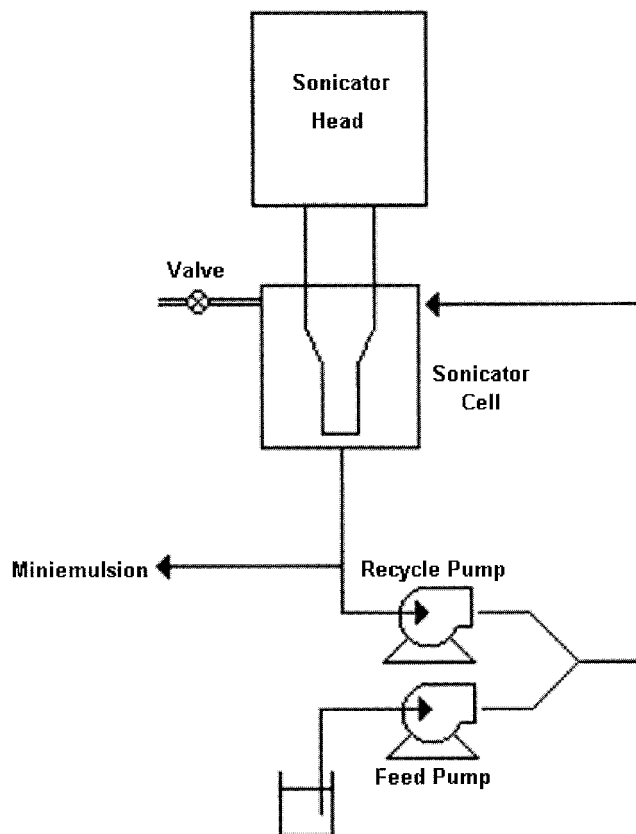 Sonicator
Head
Valve
Sonicator
Cell
Miniemulsion
Recycle Pump
Feed Pump